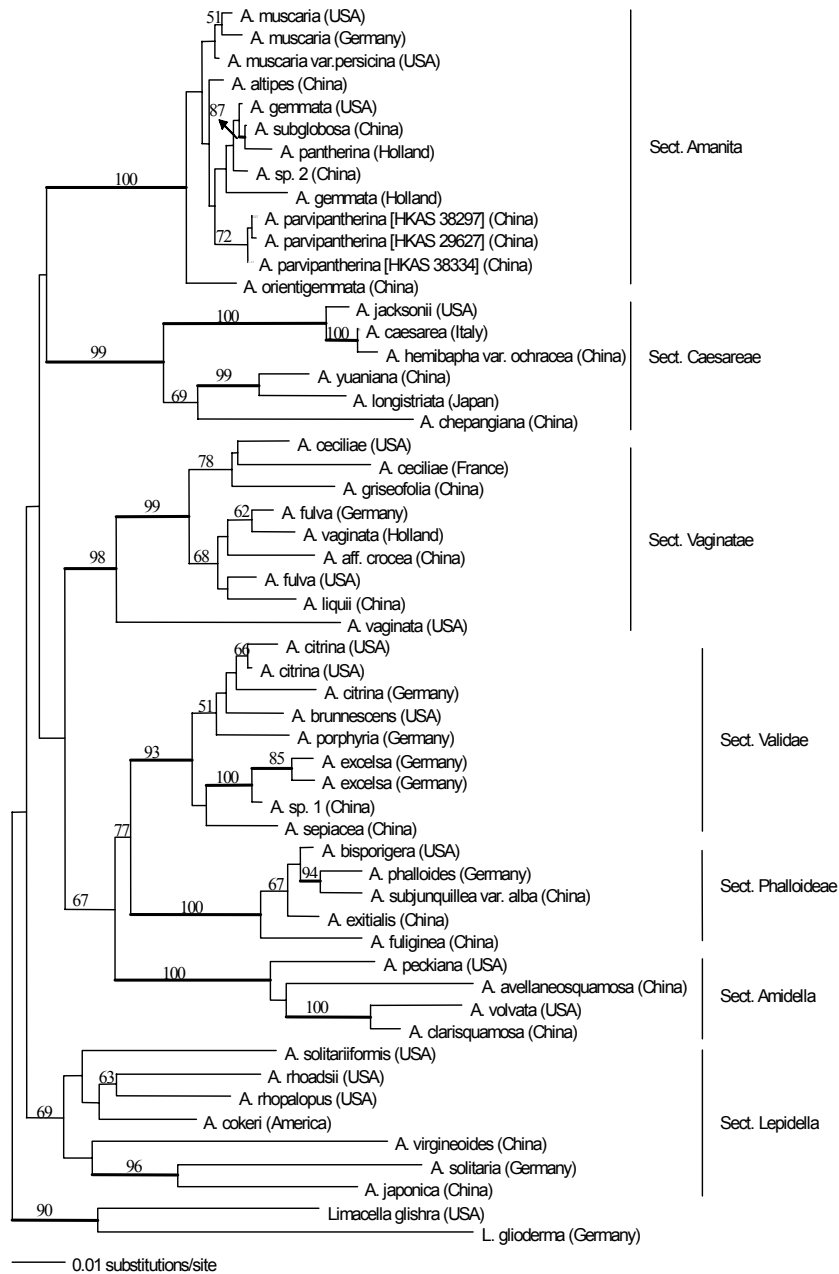 A. muscaria (USA)
51
A. muscaria (Germany)
A. muscaria var.persicina (USA)
A. altipes (China)
A. gemmata (USA)
87
A. subglobosa (China)
A. pantherina (Holland)
Sect. Amanita
A. sp. 2 (China)
100
A. gemmata (Holland)
A. parvipantherina [HKAS 38297] (China)
72
A. parvipantherina [HKAS 29627] (China)
A. parvipantherina [HKAS 38334] (China)
A. orientigemmata (China)
A. jacksonii (USA)
100
100
A. caesarea (Italy)
99
A. hemibapha var. ochracea (China)
Sect. Caesareae
99
A. yuaniana (China)
69
A. longistriata (Japan)
A. chepangiana (China)
A. ceciliae (USA)
78
A. ceciliae (France)
A. griseofolia (China)
99
62
A. fulva (Germany)
A. vaginata (Holland)
Sect. Vaginatae
68
A. aff. crocea (China)
98
A. fulva (USA)
A. liquii (China)
A. vaginata (USA)
66
A. citrina (USA)
A. citrina (USA)
A. citrina (Germany)
51
A. brunnescens (USA)
A. porphyria (Germany)
Sect. Validae
93
85
A. excelsa (Germany)
100
A. excelsa (Germany)
A. sp. 1 (China)
A. sepiacea (China)
77
A. bisporigera (USA)
94
A. phalloides (Germany)
67
A. subjunquillea var. alba (China)
Sect. Phalloideae
67
100
A. exitialis (China)
A. fuliginea (China)
A. peckiana (USA)
100
A. avellaneosquamosa (China)
Sect. Amidella
100
A. volvata (USA)
A. clarisquamosa (China)
A. solitariiformis (USA)
63
A. rhoadsii (USA)
A. rhopalopus (USA)
69
A. cokeri (America)
Sect. Lepidella
A. virgineoides (China)
96
A. solitaria (Germany)
A. japonica (China)
90
Limacella glishra (USA)
L. glioderma (Germany)
0.01 substitutions/site